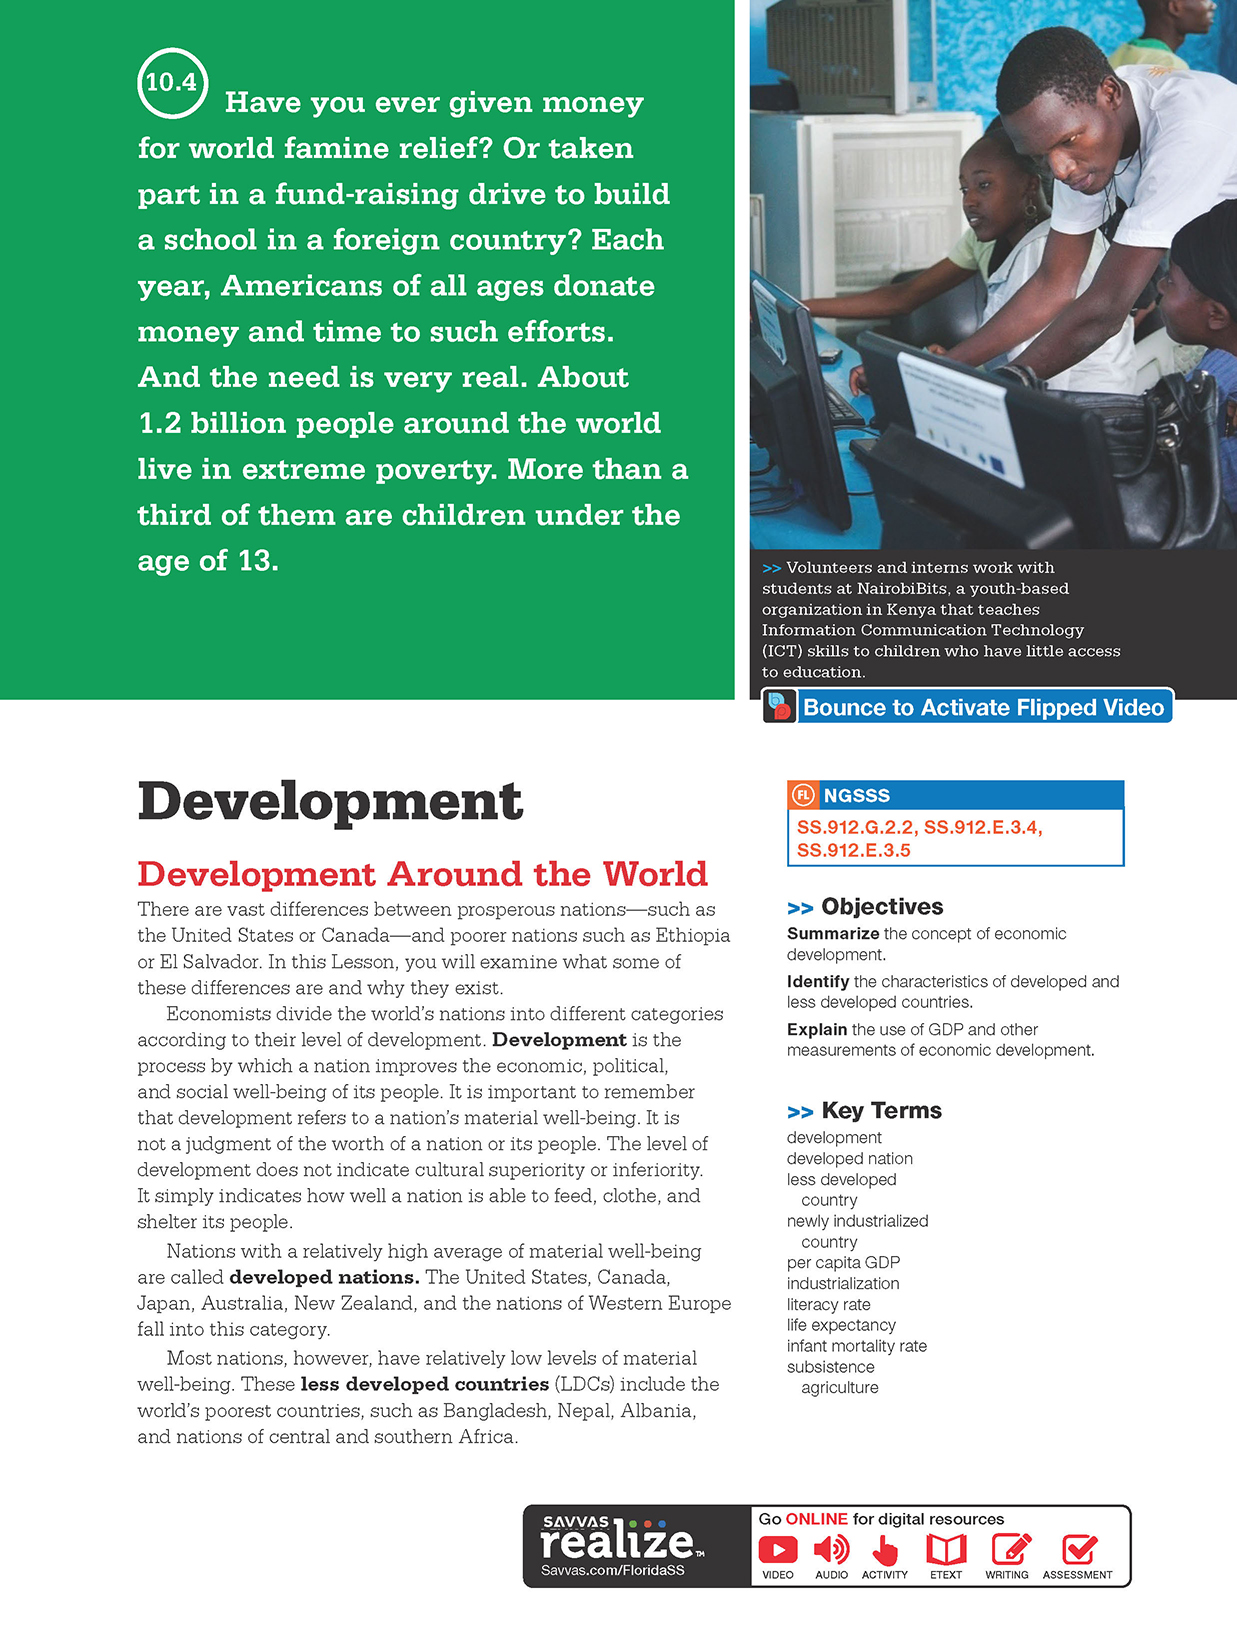 10.4
Have you ever given money
for world famine relief? Or taken
part in a fund-raising drive to build
a school in a foreign country? Each
year, Americans of all ages donate
money and time to such efforts.
And the need is very real. About
1.2 billion people around the world
live in extreme poverty. More than a
third of them are children under the
age of 13.
>> Volunteers and interns work with
students at NairobiBits, a youth-based
organization in Kenya that teaches
Information Communication Technology
(ICT) skills to children who have little access
to education.
Bounce to Activate Flipped Video
Development
Development Around the World
There are vast differences between prosperous nations—such as
the United States or Canada—and poorer nations such as Ethiopia
or El Salvador. In this Lesson, you will examine what some of
these differences are and why they exist.
Economists divide the world's nations into different categories
according to their level of development. Development is the
process by which a nation improves the economic, political,
and social well-being of its people. It is important to remember
that development refers to a nation's material well-being. It is
not a judgment of the worth of a nation or its people. The level of
development does not indicate cultural superiority or inferiority.
It simply indicates how well a nation is able to feed, clothe, and
shelter its people.
Nations with a relatively high average of material well-being
are called developed nations. The United States, Canada,
Japan, Australia, New Zealand, and the nations of Western Europe
fall into this category.
Most nations, however, have relatively low levels of material
well-being. These less developed countries (LDCs) include the
world's poorest countries, such as Bangladesh, Nepal, Albania,
and nations of central and southern Africa.
FL NGSSS
SS.912.G.2.2, SS.912.E.3.4,
SS.912.E.3.5
>> Objectives
Summarize the concept of economic
development.
Identify the characteristics of developed and
less developed countries.
Explain the use of GDP and other
measurements of economic development.
>> Key Terms
development
developed nation
less developed
country
newly industrialized
country
per capita GDP
industrialization
literacy rate
life expectancy
infant mortality rate
subsistence
agriculture
SAVVAS
realize™
Savvas.com/FloridaSS
Go ONLINE for digital resources
VIDEO AUDIO ACTIVITY ETEXT WRITING ASSESSMENT